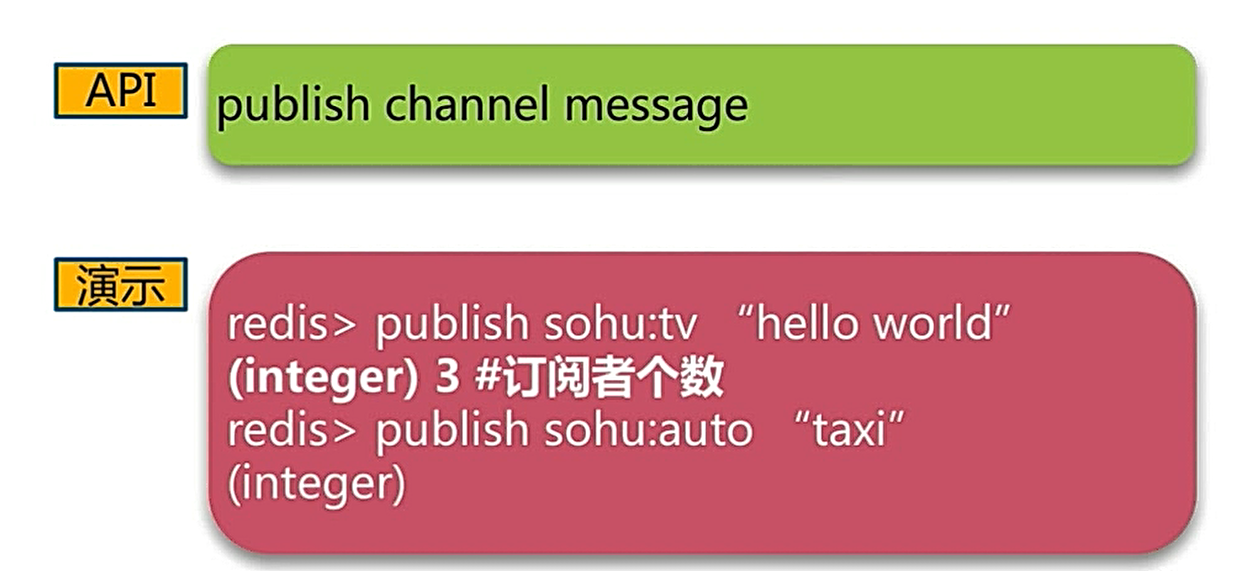 API
publish channel message
演示
redis> publish sohu:tv “hello world”
(integer) 3 #订阅者个数
redis> publish sohu:auto “taxi”
(integer)